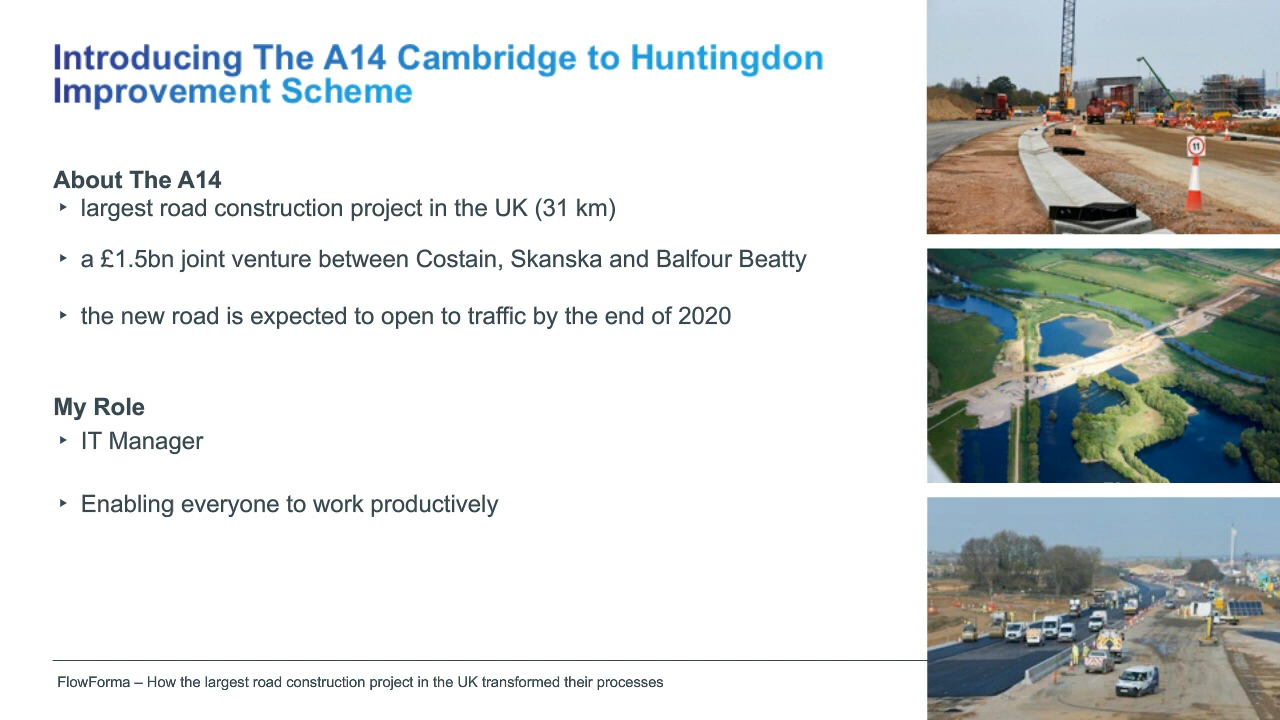 Introducing The A14 Cambridge to Huntingdon
Improvement Scheme
About The A14
‣ largest road construction project in the UK (31 km)
‣ a £1.5bn joint venture between Costain, Skanska and Balfour Beatty
‣ the new road is expected to open to traffic by the end of 2020
My Role
‣ IT Manager
‣ Enabling everyone to work productively
FlowForma – How the largest road construction project in the UK transformed their processes
11